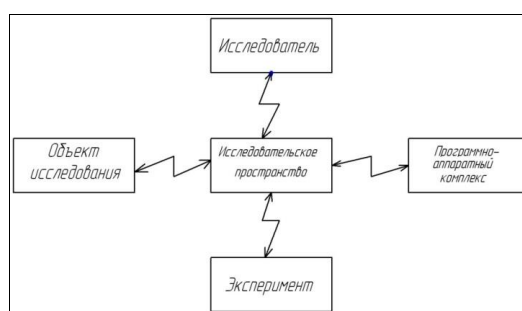 Исследователь
Объект
исследования
Исследовательское
пространство
Программно-
аппаратный
комплекс
Эксперимент